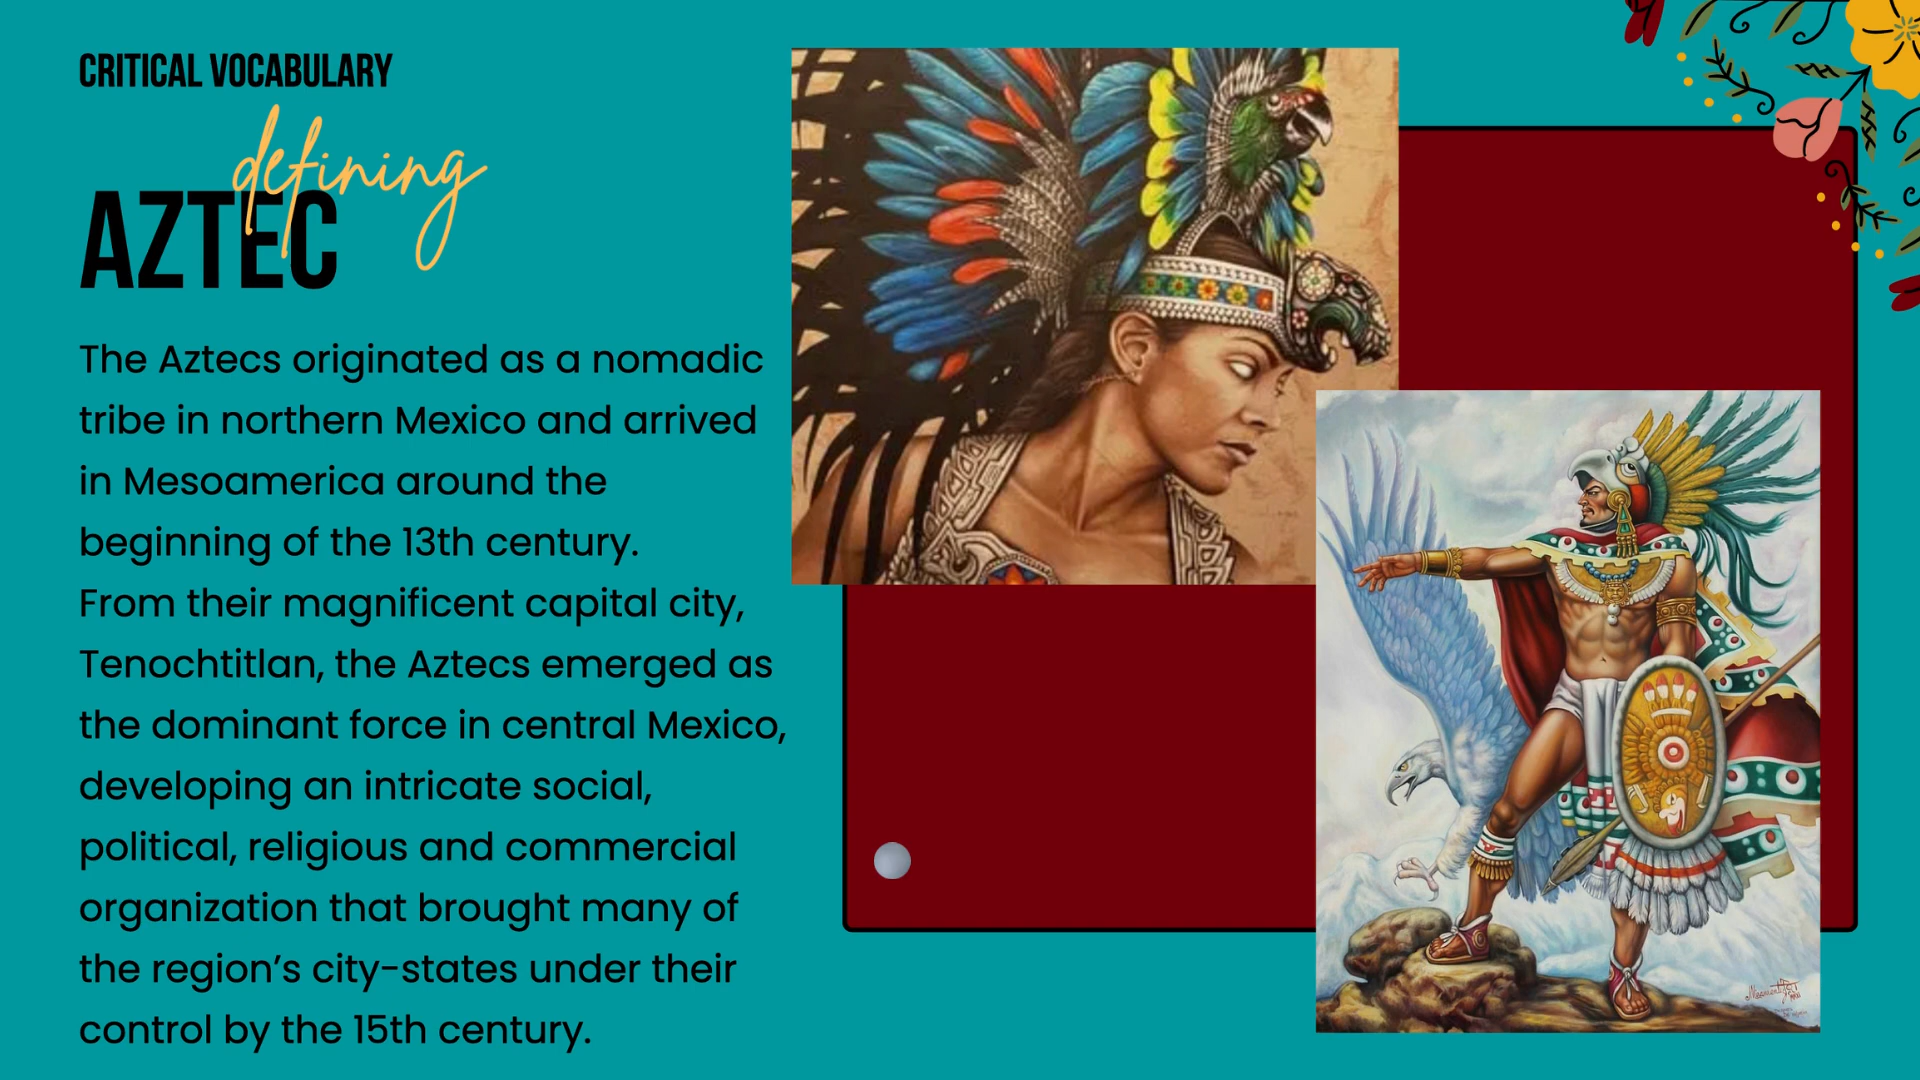 CRITICAL VOCABULARY
defining
AZTEC
The Aztecs originated as a nomadic
tribe in northern Mexico and arrived
in Mesoamerica around the
beginning of the 13th century.
From their magnificent capital city,
Tenochtitlan, the Aztecs emerged as
the dominant force in central Mexico,
developing an intricate social,
political, religious and commercial
organization that brought many of
the region’s city-states under their
control by the 15th century.